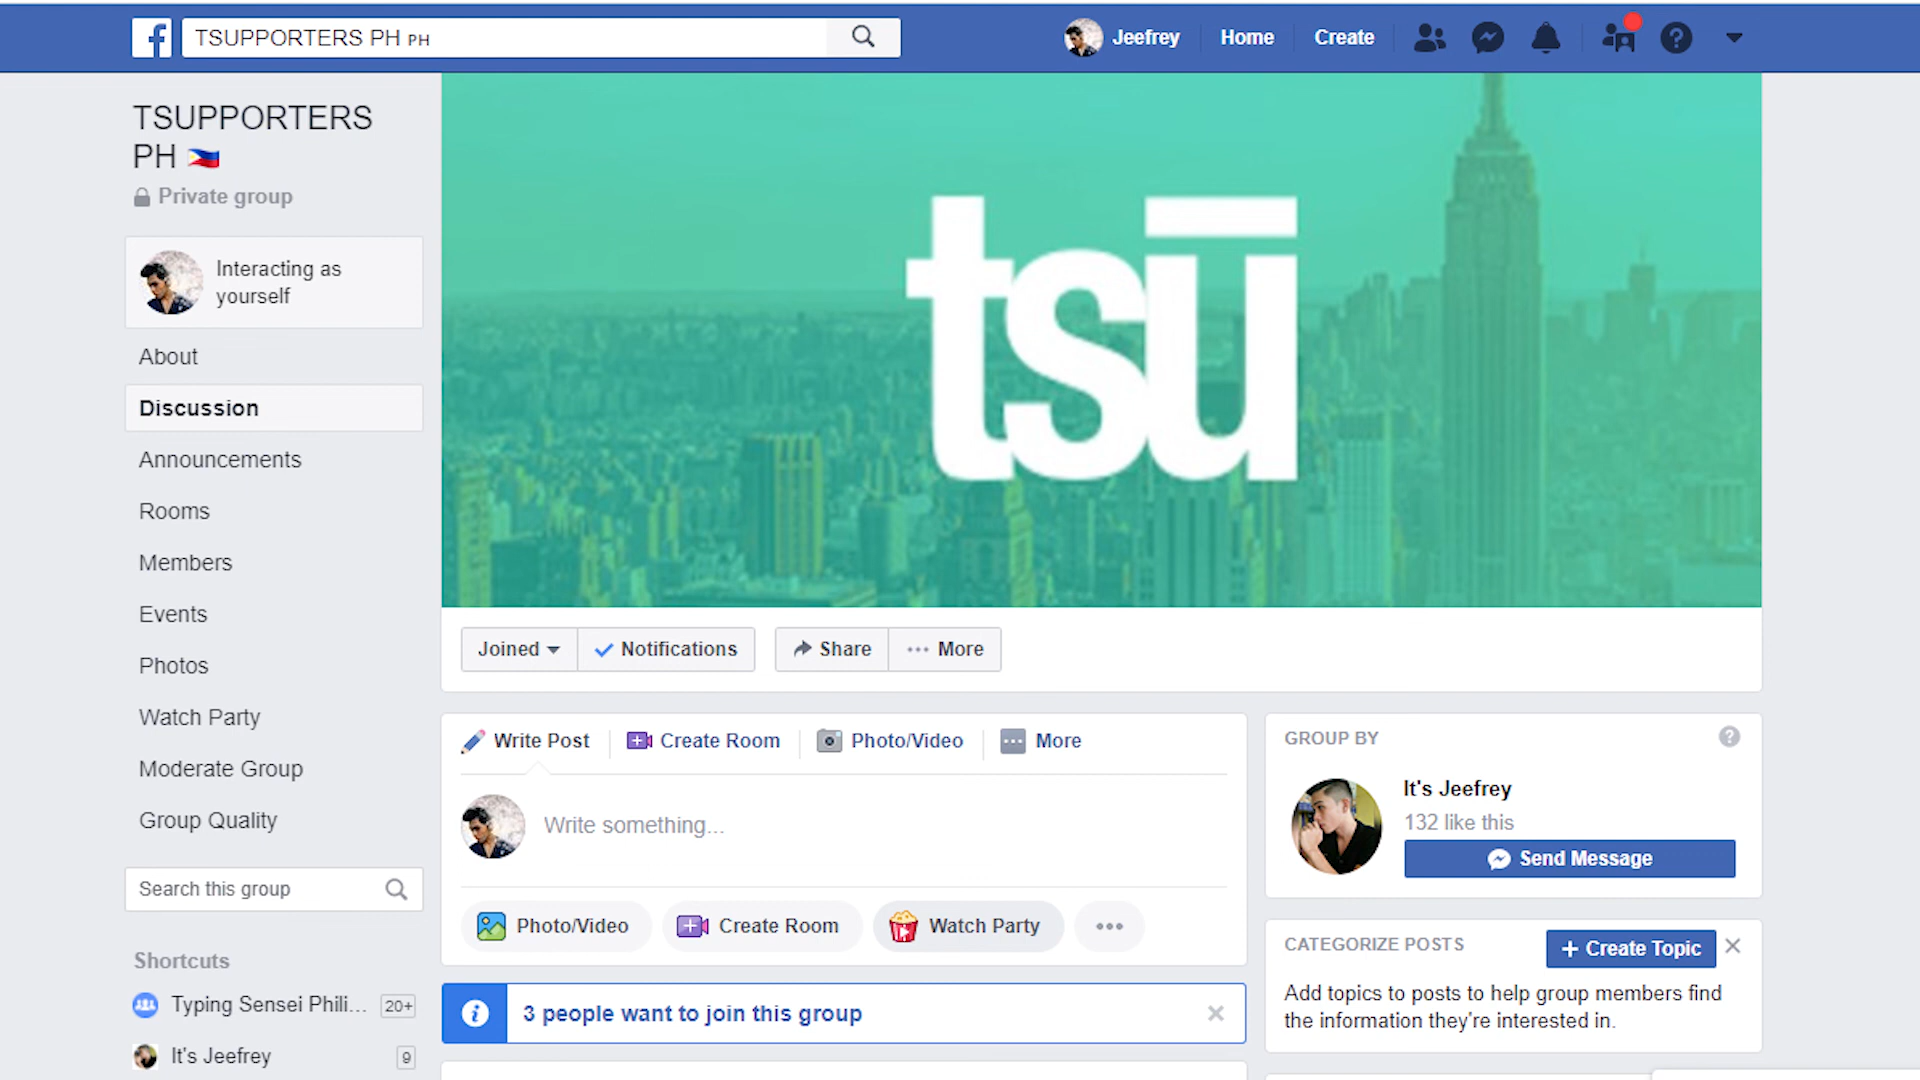 TSUPPORTERS PH PH
Jeefrey
Home
Create
TSUPPORTERS
PH 🇵🇭
Private group
Interacting as
yourself
About
Discussion
Announcements
Rooms
Members
Events
Photos
Watch Party
Moderate Group
Group Quality
Search this group
Shortcuts
Typing Sensei Phili... 20+
It's Jeefrey 9
tsū
Joined
Notifications
Share
More
Write Post
Create Room
Photo/Video
More
Write something...
Photo/Video
Create Room
Watch Party
3 people want to join this group
GROUP BY
It's Jeefrey
132 like this
Send Message
CATEGORIZE POSTS
+ Create Topic
Add topics to posts to help group members find
the information they're interested in.